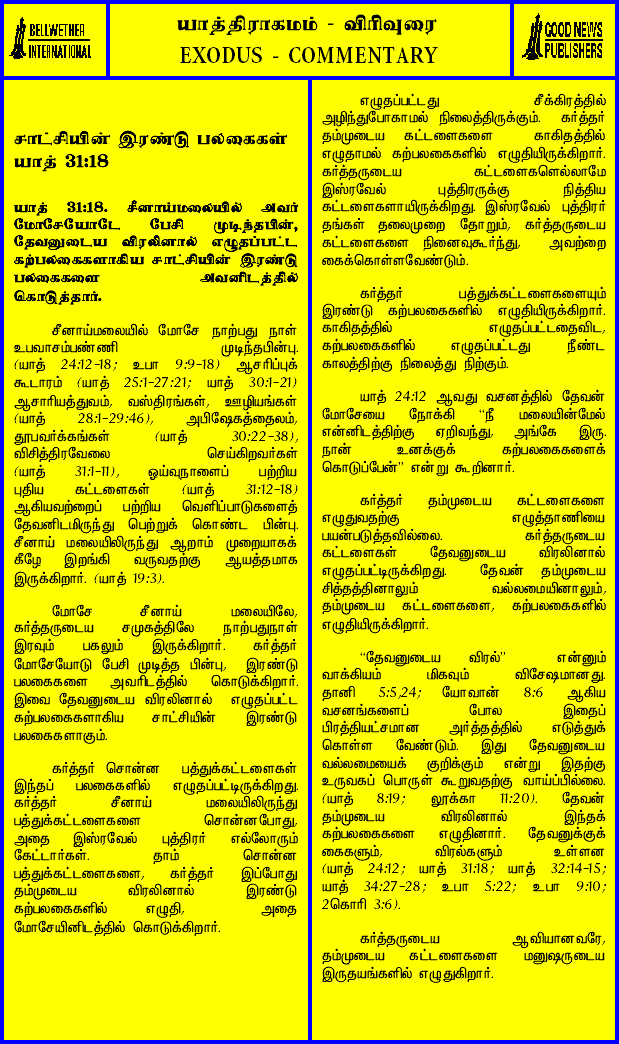 BELLWETHER
INTERNATIONAL
யாத்திராகமம் - விரிவுரை
EXODUS - COMMENTARY
GOOD NEWS
PUBLISHERS
சாட்சியின் இரண்டு பலகைகள்
யாத் 31:18
யாத் 31:18. சீனாய்மலையில் அவர்
மோசேயோடே பேசி முடிந்தபின்,
தேவனுடைய விரலினால் எழுதப்பட்ட
கற்பலகைகளாகிய சாட்சியின் இரண்டு
பலகைகளை அவனிடத்தில்
கொடுத்தார்.
சீனாய்மலையில் மோசே நாற்பது நாள்
உபவாசம்பண்ணி முடிந்தபின்பு.
(யாத் 24:12-18; உபா 9:9-18) ஆசரிப்புக்
கூடாரம் (யாத் 25:1-27:21; யாத் 30:1-21)
ஆசாரியத்துவம், வஸ்திரங்கள், ஊழியங்கள்
(யாத் 28:1-29:46), அபிஷேகத்தைலம்,
தூபவர்க்கங்கள் (யாத் 30:22-38),
விசித்திரவேலை செய்கிறவர்கள்
(யாத் 31:1-11), ஓய்வுநாளைப் பற்றிய
புதிய கட்டளைகள் (யாத் 31:12-18)
ஆகியவற்றைப் பற்றிய வெளிப்பாடுகளைத்
தேவனிடமிருந்து பெற்றுக் கொண்ட பின்பு.
சீனாய் மலையிலிருந்து ஆறாம் முறையாகக்
கீழே இறங்கி வருவதற்கு ஆயத்தமாக
இருக்கிறார். (யாத் 19:3).
மோசே சீனாய் மலையிலே,
கர்த்தருடைய சமுகத்திலே நாற்பதுநாள்
இரவும் பகலும் இருக்கிறார். கர்த்தர்
மோசேயோடு பேசி முடித்த பின்பு, இரண்டு
பலகைகளை அவரிடத்தில் கொடுக்கிறார்.
இவை தேவனுடைய விரலினால் எழுதப்பட்ட
கற்பலகைகளாகிய சாட்சியின் இரண்டு
பலகைகளாகும்.
கர்த்தர் சொன்ன பத்துக்கட்டளைகள்
இந்தப் பலகைகளில் எழுதப்பட்டிருக்கிறது.
கர்த்தர் சீனாய் மலையிலிருந்து
பத்துக்கட்டளைகளை சொன்னபோது,
அதை இஸ்ரவேல் புத்திரர் எல்லோரும்
கேட்டார்கள். தாம் சொன்ன
பத்துக்கட்டளைகளை, கர்த்தர் இப்போது
தம்முடைய விரலினால் இரண்டு
கற்பலகைகளில் எழுதி, அதை
மோசேயினிடத்தில் கொடுக்கிறார்.
எழுதப்பட்டது சீக்கிரத்தில்
அழிந்துபோகாமல் நிலைத்திருக்கும். கர்த்தர்
தம்முடைய கட்டளைகளை காகிதத்தில்
எழுதாமல் கற்பலகைகளில் எழுதியிருக்கிறார்.
கர்த்தருடைய கட்டளைகளெல்லாமே
இஸ்ரவேல் புத்திரருக்கு நித்திய
கட்டளைகளாயிருக்கிறது. இஸ்ரவேல் புத்திரர்
தங்கள் தலைமுறை தோறும், கர்த்தருடைய
கட்டளைகளை நினைவுகூர்ந்து, அவற்றை
கைக்கொள்ளவேண்டும்.
கர்த்தர் பத்துக்கட்டளைகளையும்
இரண்டு கற்பலகைகளில் எழுதியிருக்கிறார்.
காகிதத்தில் எழுதப்பட்டதைவிட,
கற்பலகைகளில் எழுதப்பட்டது நீண்ட
காலத்திற்கு நிலைத்து நிற்கும்.
யாத் 24:12 ஆவது வசனத்தில் தேவன்
மோசேயை நோக்கி “நீ மலையின்மேல்
என்னிடத்திற்கு ஏறிவந்து, அங்கே இரு.
நான் உனக்குக் கற்பலகைகளைக்
கொடுப்பேன்” என்று கூறினார்.
கர்த்தர் தம்முடைய கட்டளைகளை
எழுதுவதற்கு எழுத்தாணியை
பயன்படுத்தவில்லை. கர்த்தருடைய
கட்டளைகள் தேவனுடைய விரலினால்
எழுதப்பட்டிருக்கிறது. தேவன் தம்முடைய
சித்தத்தினாலும் வல்லமையினாலும்,
தம்முடைய கட்டளைகளை, கற்பலகைகளில்
எழுதியிருக்கிறார்.
“தேவனுடைய விரல்” என்னும்
வாக்கியம் மிகவும் விசேஷமானது.
தானி 5:5,24; யோவான் 8:6 ஆகிய
வசனங்களைப் போல இதைப்
பிரத்தியட்சமான அர்த்தத்தில் எடுத்துக்
கொள்ள வேண்டும். இது தேவனுடைய
வல்லமையைக் குறிக்கும் என்று இதற்கு
உருவகப் பொருள் கூறுவதற்கு வாய்ப்பில்லை.
(யாத் 8:19; லூக்கா 11:20). தேவன்
தம்முடைய விரலினால் இந்தக்
கற்பலகைகளை எழுதினார். தேவனுக்குக்
கைகளும், விரல்களும் உள்ளன
(யாத் 24:12; யாத் 31:18; யாத் 32:14-15;
யாத் 34:27-28; உபா 5:22; உபா 9:10;
2கொரி 3:6).
கர்த்தருடைய ஆவியானவரே,
தம்முடைய கட்டளைகளை மனுஷருடைய
இருதயங்களில் எழுதுகிறார்.